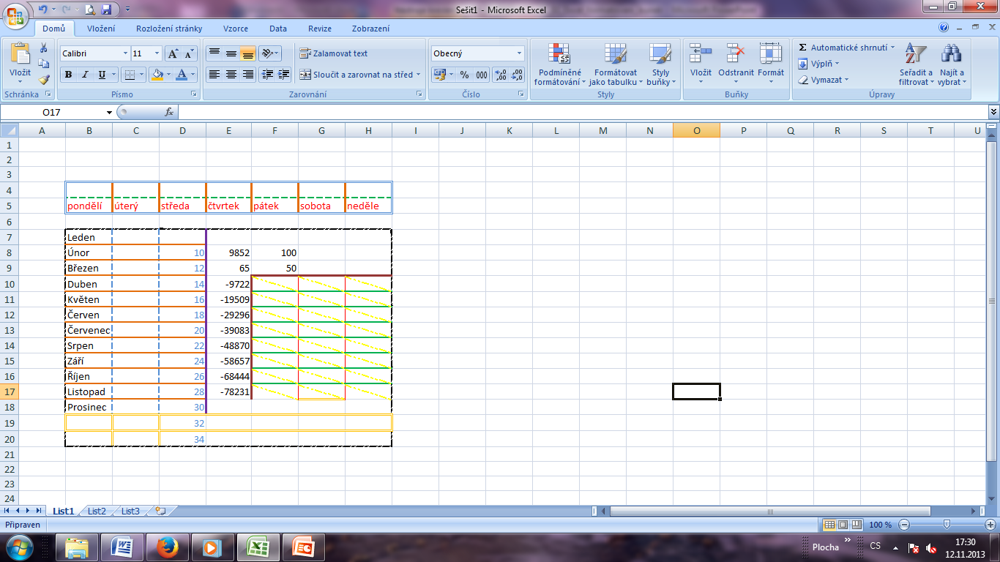 Sešit1 - Microsoft Excel
Domů Vložení Rozložení stránky Vzorce Data Revize Zobrazení
Vložit
Schránka
Calibri 11
B I U
Písmo
Zalamovat text
Sloučit a zarovnat na střed
Zarovnání
Obecný
% 000
Číslo
Podmíněné formátování
Formátovat jako tabulku
Styly buňky
Styly
Vložit Odstranit Formát
Buňky
Σ Automatické shrnutí
Výplň
Vymazat
Seřadit a filtrovat
Najít a vybrat
Úpravy
O17 fx
A B C D E F G H I J K L M N O P Q R S T U
1
2
3
4
5 pondělí úterý středa čtvrtek pátek sobota neděle
6
7 Leden
8 Únor 10 9852 100
9 Březen 12 65 50
10 Duben 14 -9722
11 Květen 16 -19509
12 Červen 18 -29296
13 Červenec 20 -39083
14 Srpen 22 -48870
15 Září 24 -58657
16 Říjen 26 -68444
17 Listopad 28 -78231
18 Prosinec 30
19 32
20 34
21
22
23
24
List1 List2 List3
Připraven 100 %
Plocha » CS 17:30
12.11.2013